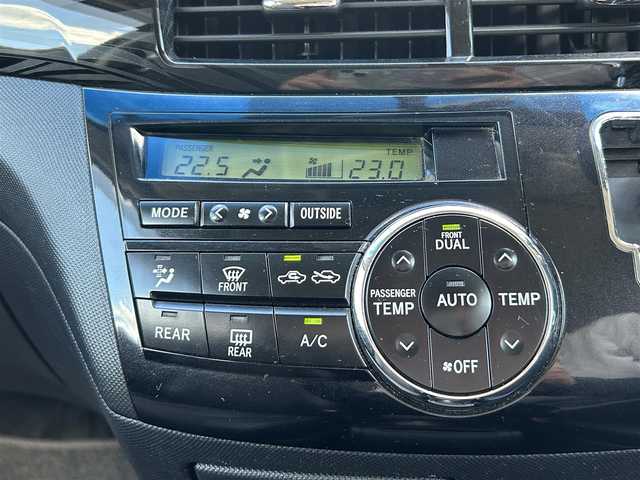 PASSENGER TEMP
22.5 23.0
MODE OUTSIDE
FRONT
DUAL
FRONT
PASSENGER
TEMP
AUTO
TEMP
REAR
REAR
A/C
OFF